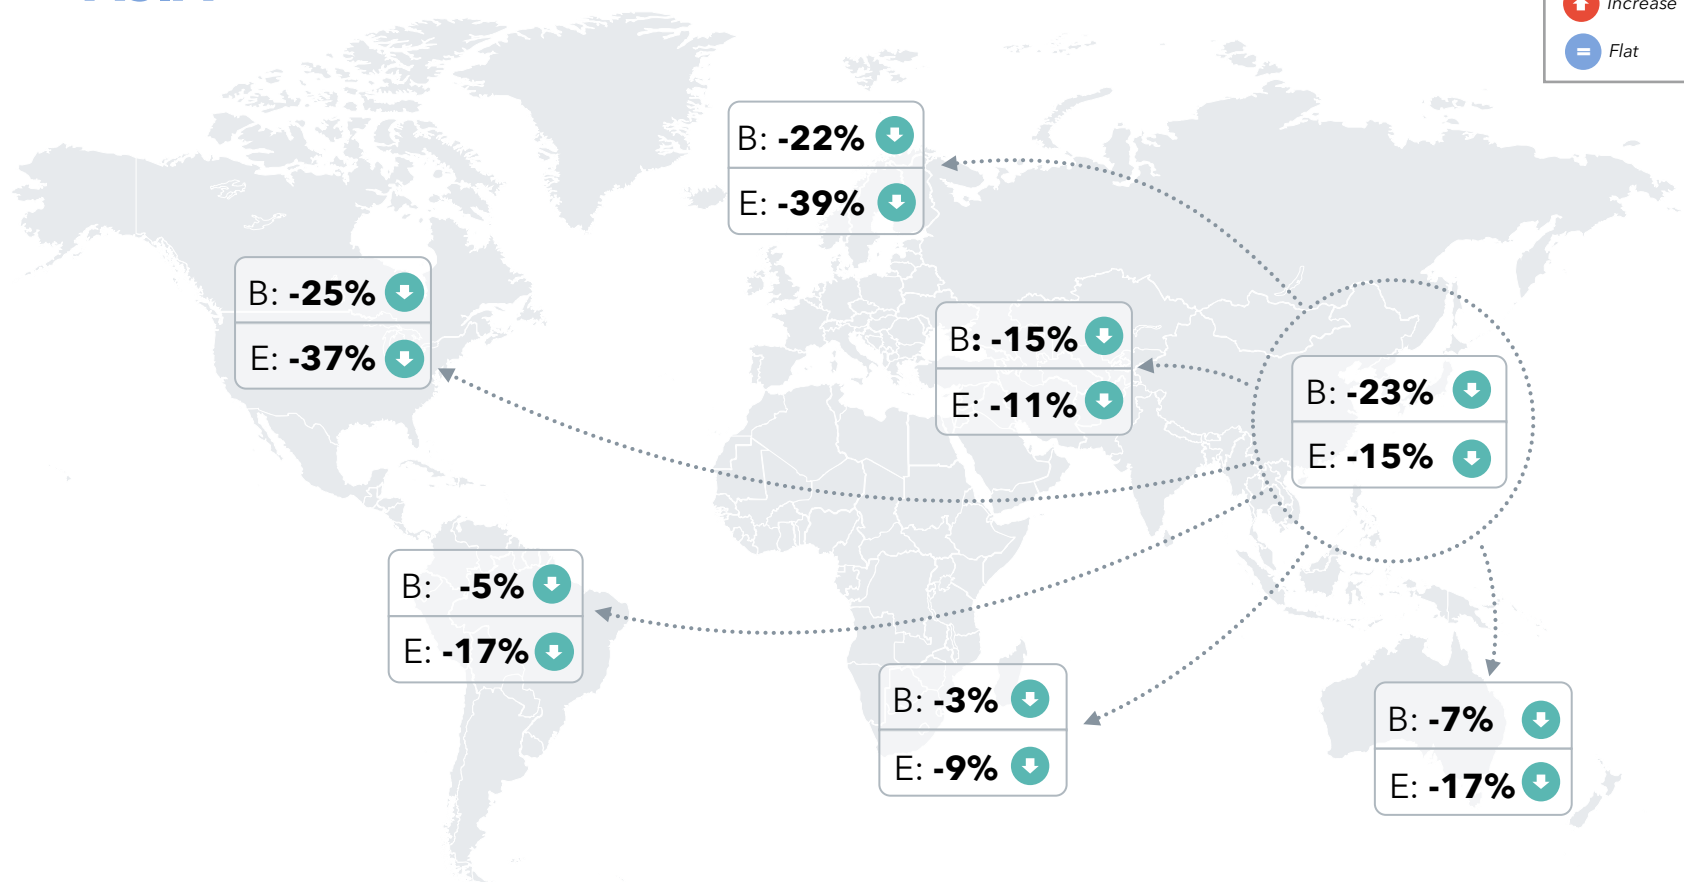 Increase
Flat
B: -22%
E: -39%
B: -25%
E: -37%
B: -15%
E: -11%
B: -23%
E: -15%
B: -5%
E: -17%
B: -3%
E: -9%
B: -7%
E: -17%